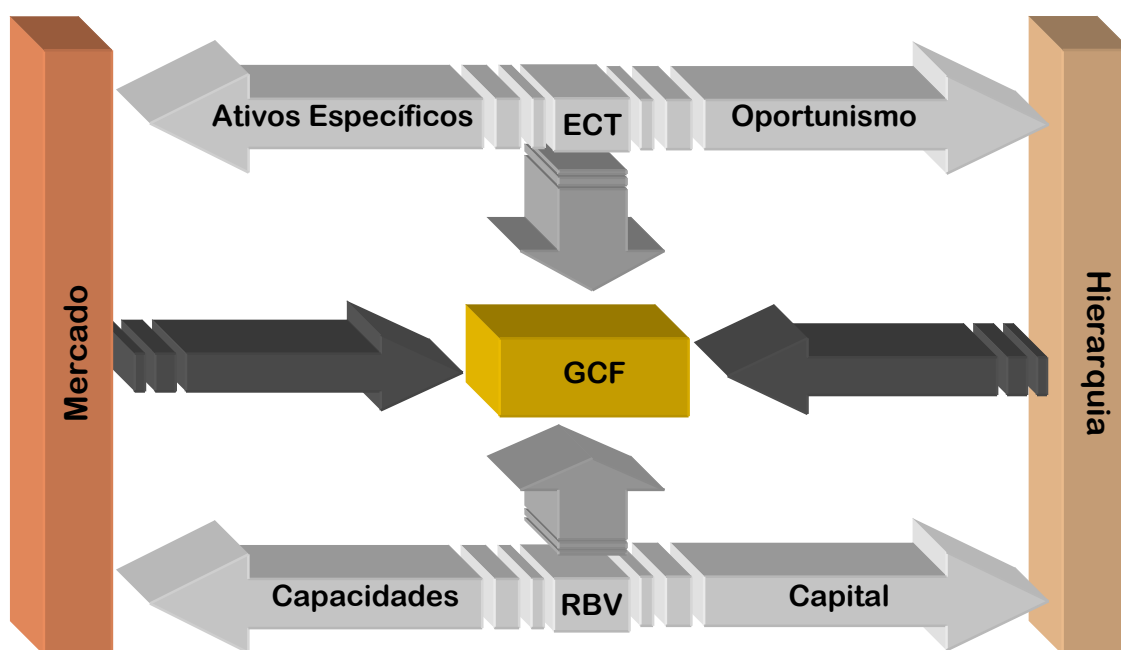 Ativos Específicos
ECT
Oportunismo
Mercado
GCF
Hierarquia
Capacidades
RBV
Capital